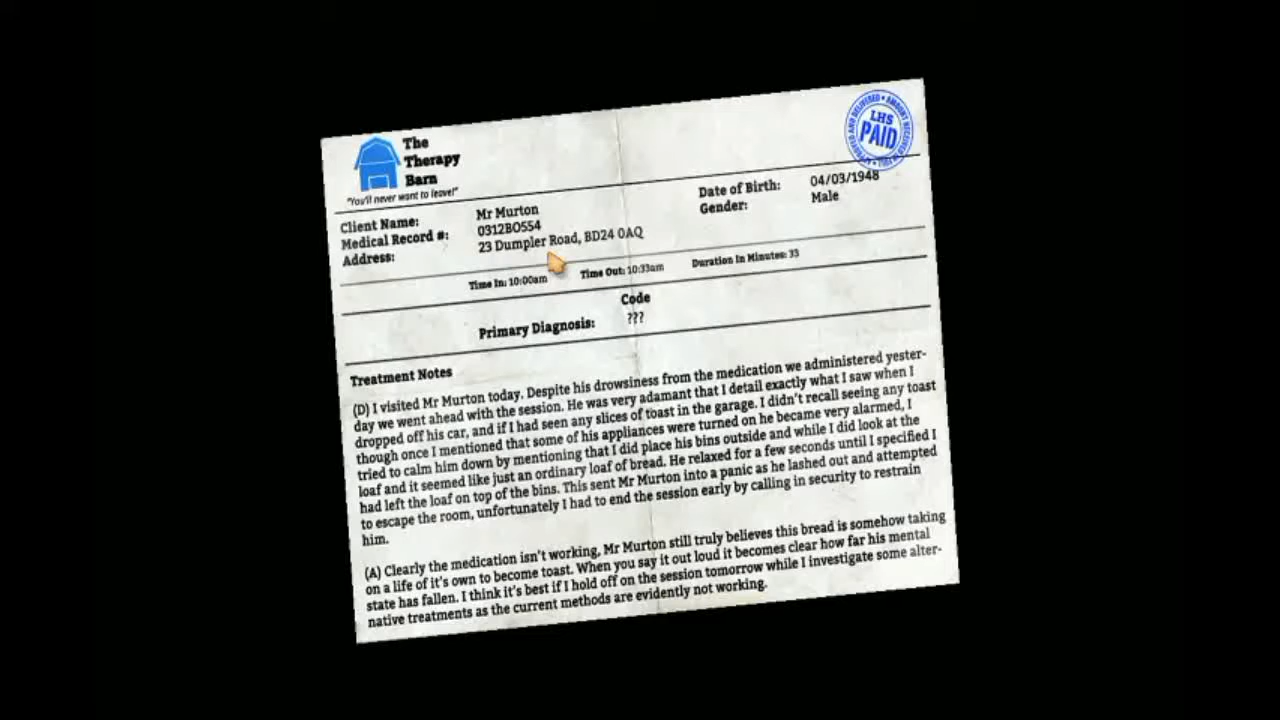 The
Therapy
Barn
"You'll never want to leave!"
LHS
PAID
Client Name: Mr Murton
Date of Birth: 04/03/1948
Medical Record #: 0312BO554
Gender: Male
Address: 23 Dumpler Road, BD24 0AQ
Time In: 10:00am Time Out: 10:33am Duration In Minutes: 33
Code
Primary Diagnosis: ???
Treatment Notes
(D) I visited Mr Murton today. Despite his drowsiness from the medication we administered yester-
day we went ahead with the session. He was very adamant that I detail exactly what I saw when I
dropped off his car, and if I had seen any slices of toast in the garage. I didn't recall seeing any toast
though once I mentioned that some of his appliances were turned on he became very alarmed, I
tried to calm him down by mentioning that I did place his bins outside and while I did look at the
loaf and it seemed like just an ordinary loaf of bread. He relaxed for a few seconds until I specified I
had left the loaf on top of the bins. This sent Mr Murton into a panic as he lashed out and attempted
to escape the room, unfortunately I had to end the session early by calling in security to restrain
him.
(A) Clearly the medication isn't working, Mr Murton still truly believes this bread is somehow taking
on a life of it's own to become toast. When you say it out loud it becomes clear how far his mental
state has fallen. I think it's best if I hold off on the session tomorrow while I investigate some alter-
native treatments as the current methods are evidently not working.